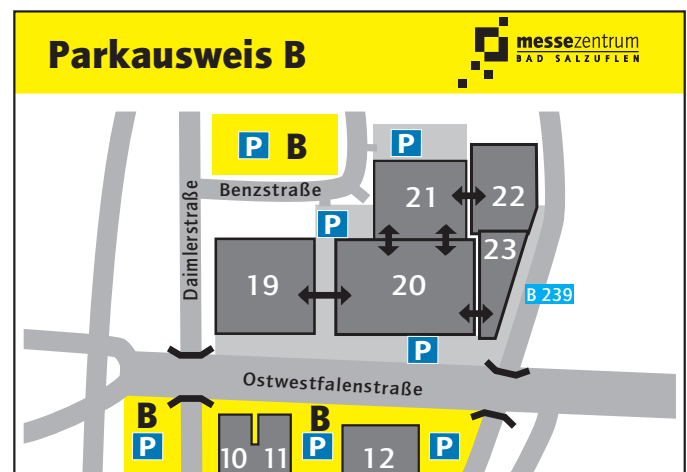 Parkausweis B
messezentrum
BAD SALZUFLEN
P B
P
Benzstraße
21
22
P
Daimlerstraße
23
19
20
B 239
P
Ostwestfalenstraße
B
B
P
P
P
10 11
12